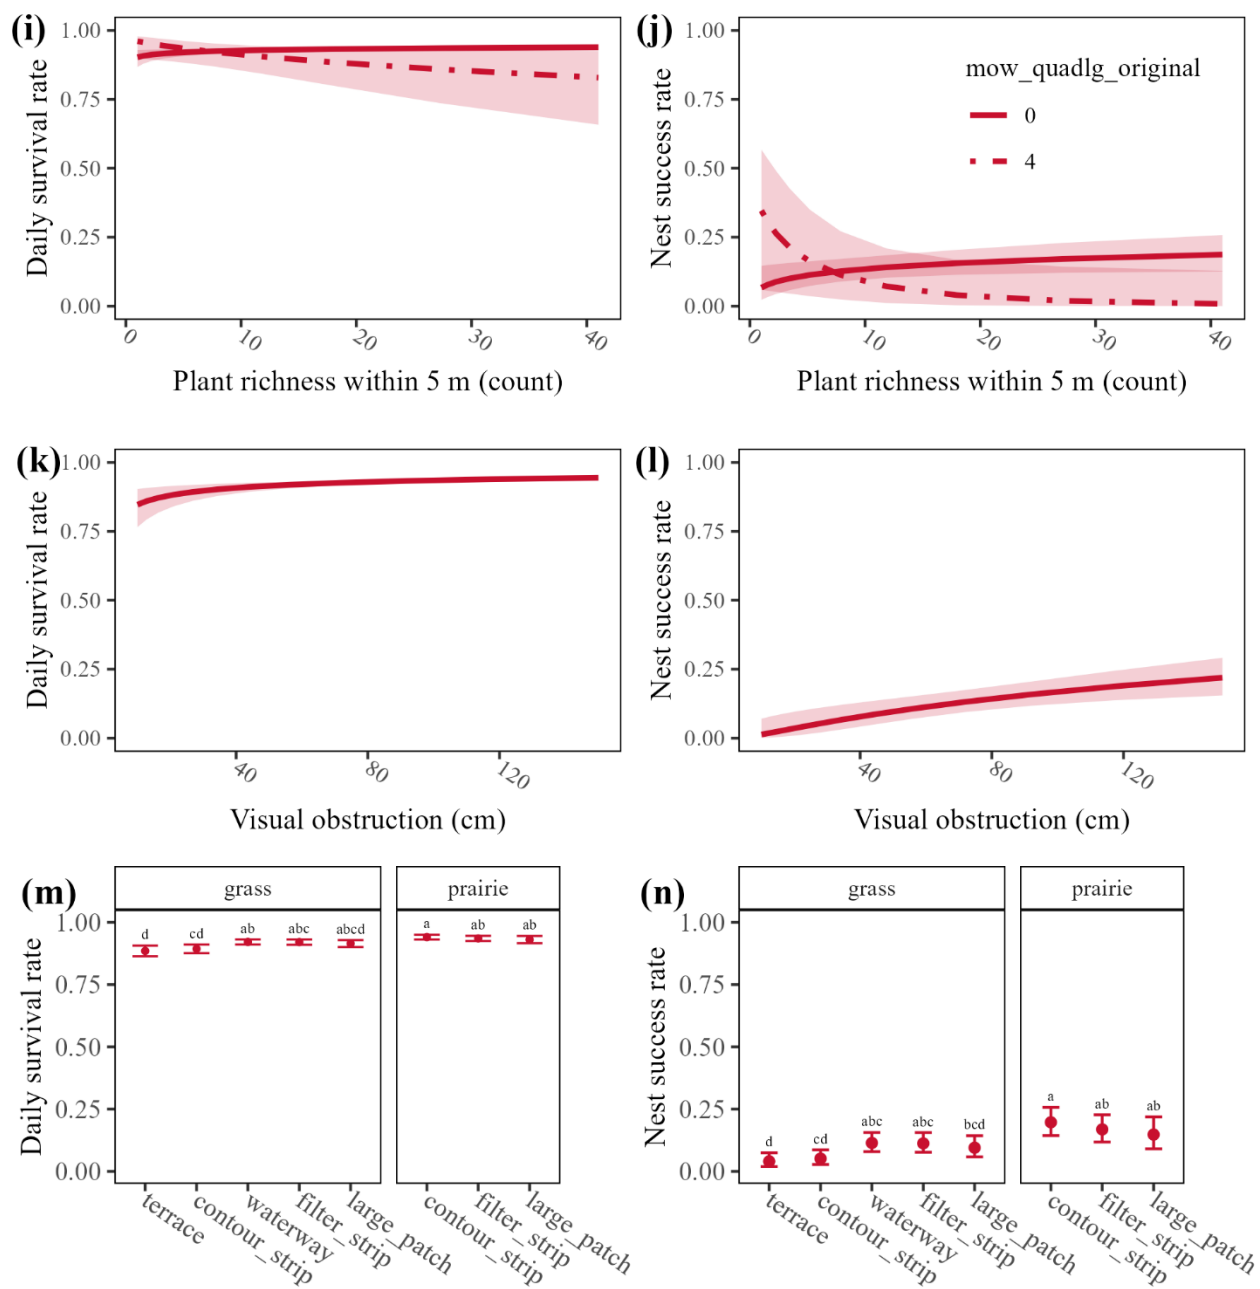 (i)
Daily survival rate
1.00
0.75
0.50
0.25
0.00
0
10
20
30
40
Plant richness within 5 m (count)
(j)
Nest success rate
1.00
0.75
0.50
0.25
0.00
mow_quadlg_original
0
4
0
10
20
30
40
Plant richness within 5 m (count)
(k)
Daily survival rate
1.00
0.75
0.50
0.25
0.00
40
80
120
Visual obstruction (cm)
(l)
Nest success rate
1.00
0.75
0.50
0.25
0.00
40
80
120
Visual obstruction (cm)
(m)
grass
prairie
Daily survival rate
1.00
0.75
0.50
0.25
0.00
d
cd
ab
abc
abcd
a
ab
ab
terrace
contour_strip
waterway
filter_strip
large_patch
contour_strip
filter_strip
large_patch
(n)
grass
prairie
Nest success rate
1.00
0.75
0.50
0.25
0.00
d
cd
abc
abc
bcd
a
ab
ab
terrace
contour_strip
waterway
filter_strip
large_patch
contour_strip
filter_strip
large_patch